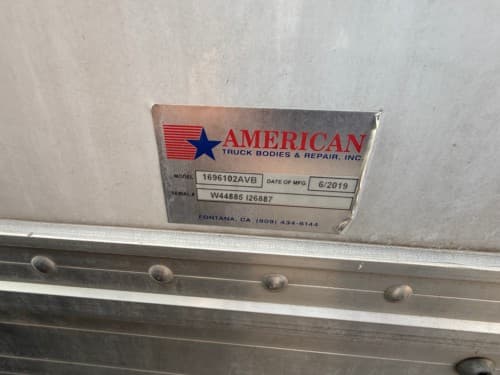 AMERICAN
TRUCK BODIES & REPAIR, INC.
MODEL 1696102AVB DATE OF MFG. 6/2019
SERIAL# W44885 I26887
FONTANA, CA. (909) 434-6144